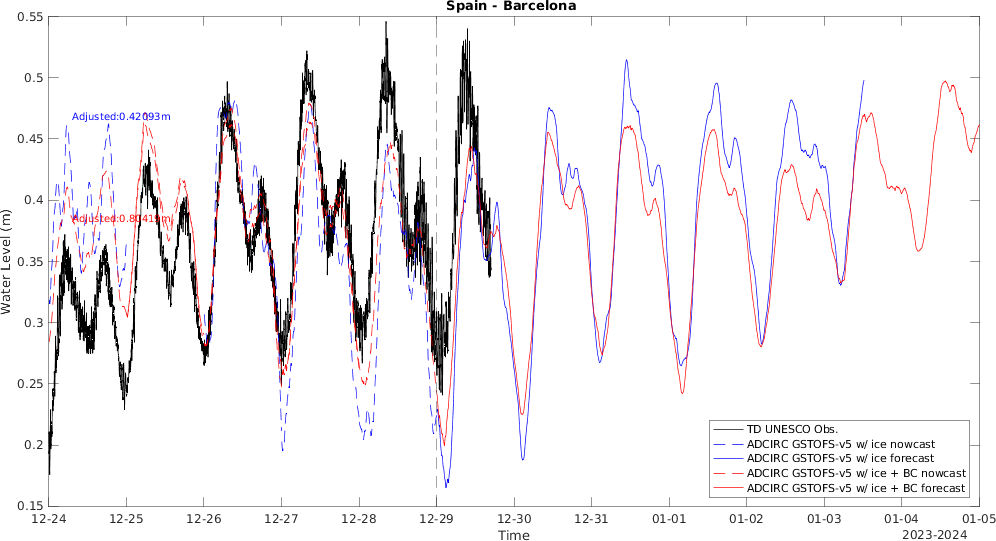 Spain - Barcelona
0.55
0.5
0.45
0.4
0.35
0.3
0.25
0.2
0.15
Water Level (m)
Adjusted:0.42093m
Adjusted:0.80419m
TD UNESCO Obs.
ADCIRC GSTOFS-v5 w/ ice nowcast
ADCIRC GSTOFS-v5 w/ ice forecast
ADCIRC GSTOFS-v5 w/ ice + BC nowcast
ADCIRC GSTOFS-v5 w/ ice + BC forecast
12-24 12-25 12-26 12-27 12-28 12-29 12-30 12-31 01-01 01-02 01-03 01-04 01-05
Time
2023-2024